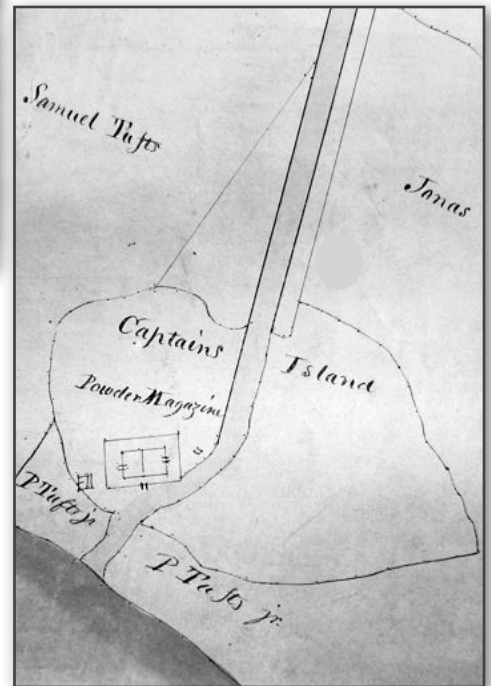 Samuel Tufts
Jonas
Captains Island
Powder Magazine
P Tufts jr
P Tufts jr.